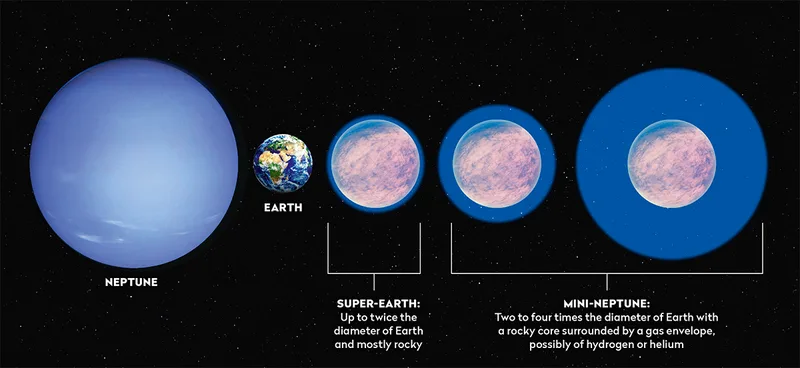 NEPTUNE
EARTH
SUPER-EARTH:
Up to twice the
diameter of Earth
and mostly rocky
MINI-NEPTUNE:
Two to four times the diameter of Earth with
a rocky core surrounded by a gas envelope,
possibly of hydrogen or helium